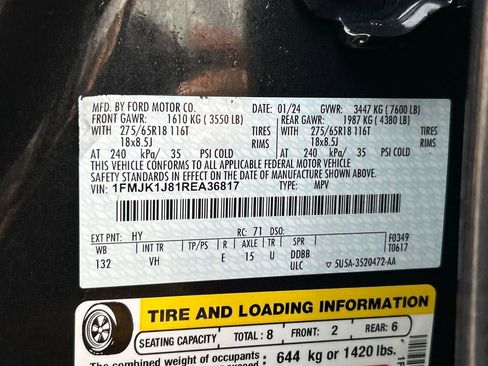 MFD. BY FORD MOTOR CO. DATE: 01/24 GVWR: 3447 KG ( 7600 LB)
FRONT GAWR: 1610 KG ( 3550 LB) REAR GAWR: 1987 KG ( 4380 LB)
WITH 275/65R18 116T TIRES WITH 275/65R18 116T TIRES
18x8.5J RIMS 18x8.5J RIMS
AT 240 kPa/ 35 PSI COLD AT 240 kPa/ 35 PSI COLD
THIS VEHICLE CONFORMS TO ALL APPLICABLE FEDERAL MOTOR VEHICLE
SAFETY STANDARDS IN EFFECT ON THE DATE OF MANUFACTURE SHOWN ABOVE.
VIN: 1FMJK1J81REA36817 TYPE: MPV
EXT PNT: HY RC: 71 DSO: F0349
WB INT TR TP/PS R AXLE TR SPR T0617
132 VH E 15 U DDBB
ULC ▽ 5U5A-3520472-AA
TIRE AND LOADING INFORMATION
SEATING CAPACITY TOTAL: 8 FRONT: 2 REAR: 6
The combined weight of occupants 644 kg or 1420 lbs.